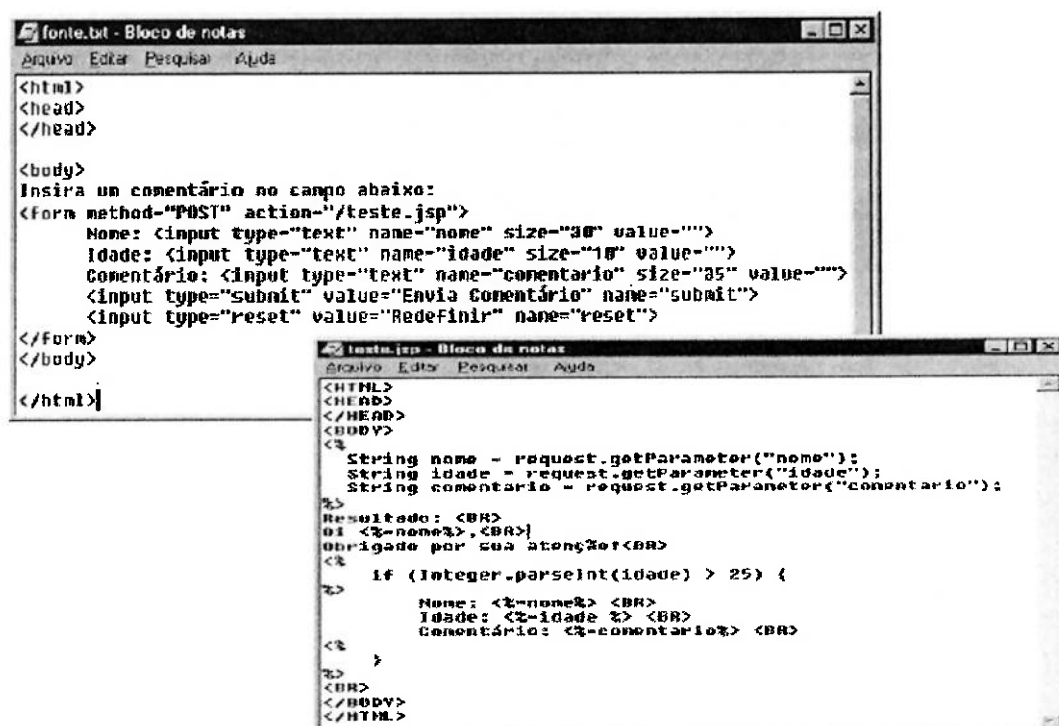 fonte.txt - Bloco de notas
Arquivo Editar Pesquisar Ajuda
<html>
<head>
</head>
<body>
Insira um comentário no campo abaixo:
<form method="POST" action="/teste.jsp">
Nome: <input type="text" name="nome" size="30" value="">
Idade: <input type="text" name="idade" size="10" value="">
Comentário: <input type="text" name="comentario" size="35" value="">
<input type="submit" value="Envia Comentário" name="submit">
<input type="reset" value="Redefinir" name="reset">
</form>
</body>
</html>
teste.jsp - Bloco de notas
Arquivo Editar Pesquisar Ajuda
<HTML>
<HEAD>
</HEAD>
<BODY>
<%
String nome = request.getParameter("nome");
String idade = request.getParameter("idade");
String comentario = request.getParameter("comentario");
%>
Resultado: <BR>
Oi <%=nome%>,<BR>
Obrigado por sua atenção!<BR>
<%
if (Integer.parseInt(idade) > 25) {
%>
Nome: <%=nome%> <BR>
Idade: <%=idade %> <BR>
Comentário: <%=comentario%> <BR>
<%
}
%>
<BR>
</BODY>
</HTML>